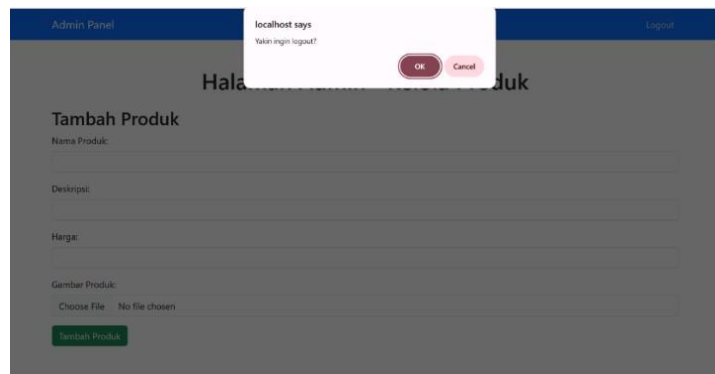 Admin Panel
Logout
localhost says
Yakin ingin logout?
OK
Cancel
Tambah Produk
Nama Produk:
Deskripsi:
Harga:
Gambar Produk:
Choose File No file chosen
Tambah Produk